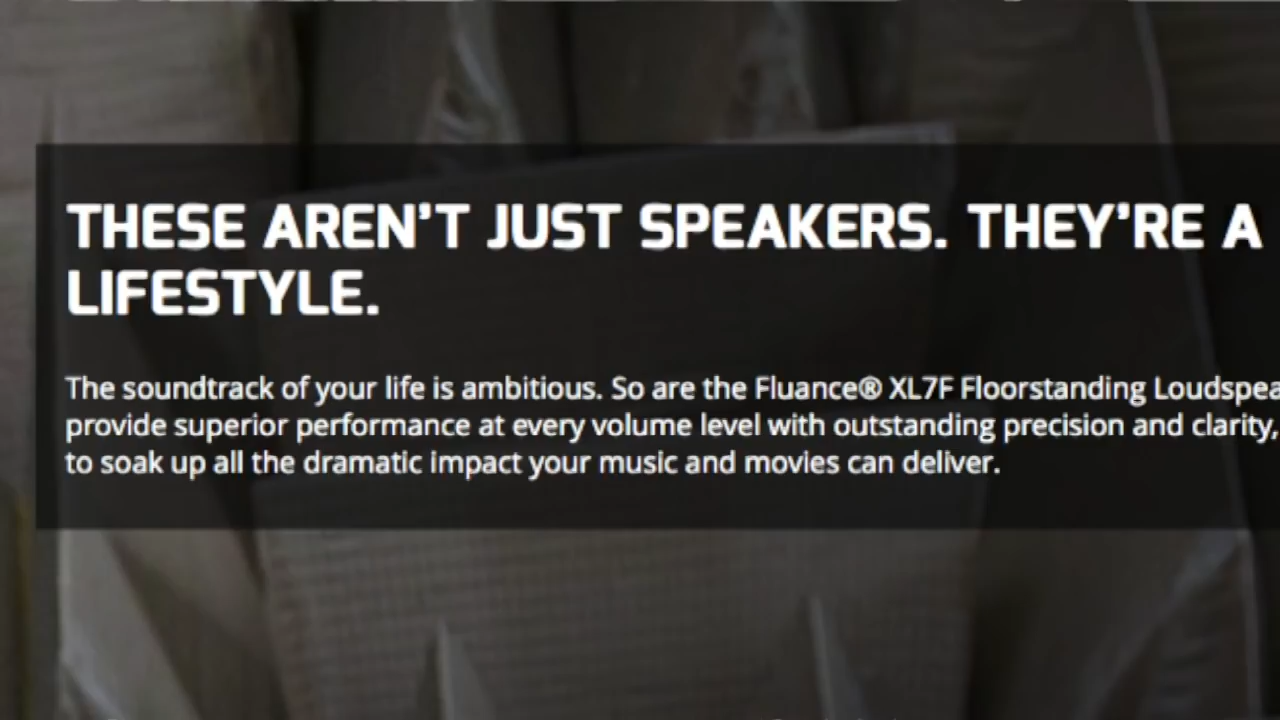 THESE AREN’T JUST SPEAKERS. THEY’RE A
LIFESTYLE.
The soundtrack of your life is ambitious. So are the Fluance® XL7F Floorstanding Loudspea
provide superior performance at every volume level with outstanding precision and clarity,
to soak up all the dramatic impact your music and movies can deliver.